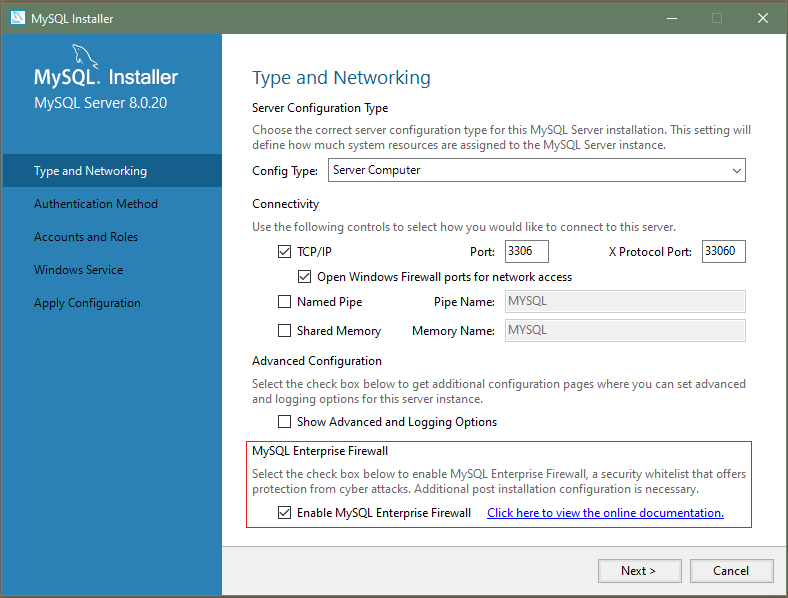 MySQL Installer
MySQL. Installer
MySQL Server 8.0.20
Type and Networking
Authentication Method
Accounts and Roles
Windows Service
Apply Configuration
Type and Networking
Server Configuration Type
Choose the correct server configuration type for this MySQL Server installation. This setting will
define how much system resources are assigned to the MySQL Server instance.
Config Type: Server Computer
Connectivity
Use the following controls to select how you would like to connect to this server.
TCP/IP Port: 3306 X Protocol Port: 33060
Open Windows Firewall ports for network access
Named Pipe Pipe Name: MYSQL
Shared Memory Memory Name: MYSQL
Advanced Configuration
Select the check box below to get additional configuration pages where you can set advanced
and logging options for this server instance.
Show Advanced and Logging Options
MySQL Enterprise Firewall
Select the check box below to enable MySQL Enterprise Firewall, a security whitelist that offers
protection from cyber attacks. Additional post installation configuration is necessary.
Enable MySQL Enterprise Firewall Click here to view the online documentation.
Next > Cancel